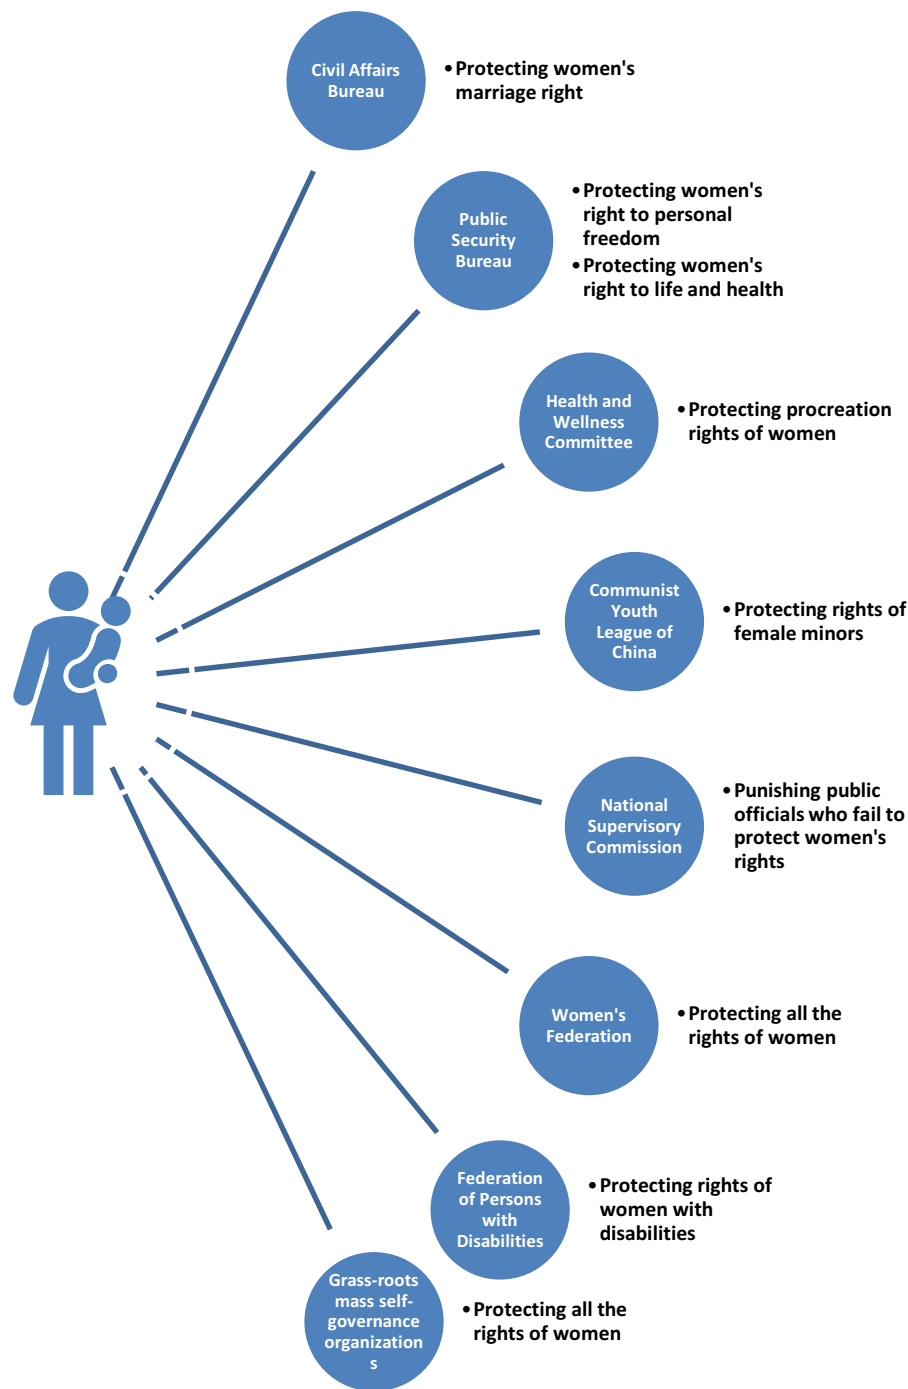 Civil Affairs
Bureau
•Protecting women's
marriage right
Public
Security
Bureau
•Protecting women's
right to personal
freedom
•Protecting women's
right to life and health
Health and
Wellness
Committee
•Protecting procreation
rights of women
Communist
Youth
League of
China
•Protecting rights of
female minors
National
Supervisory
Commission
•Punishing public
officials who fail to
protect women's
rights
Women's
Federation
•Protecting all the
rights of women
Federation
of Persons
with
Disabilities
•Protecting rights of
women with
disabilities
Grass-roots
mass self-
governance
organization
s
•Protecting all the
rights of women